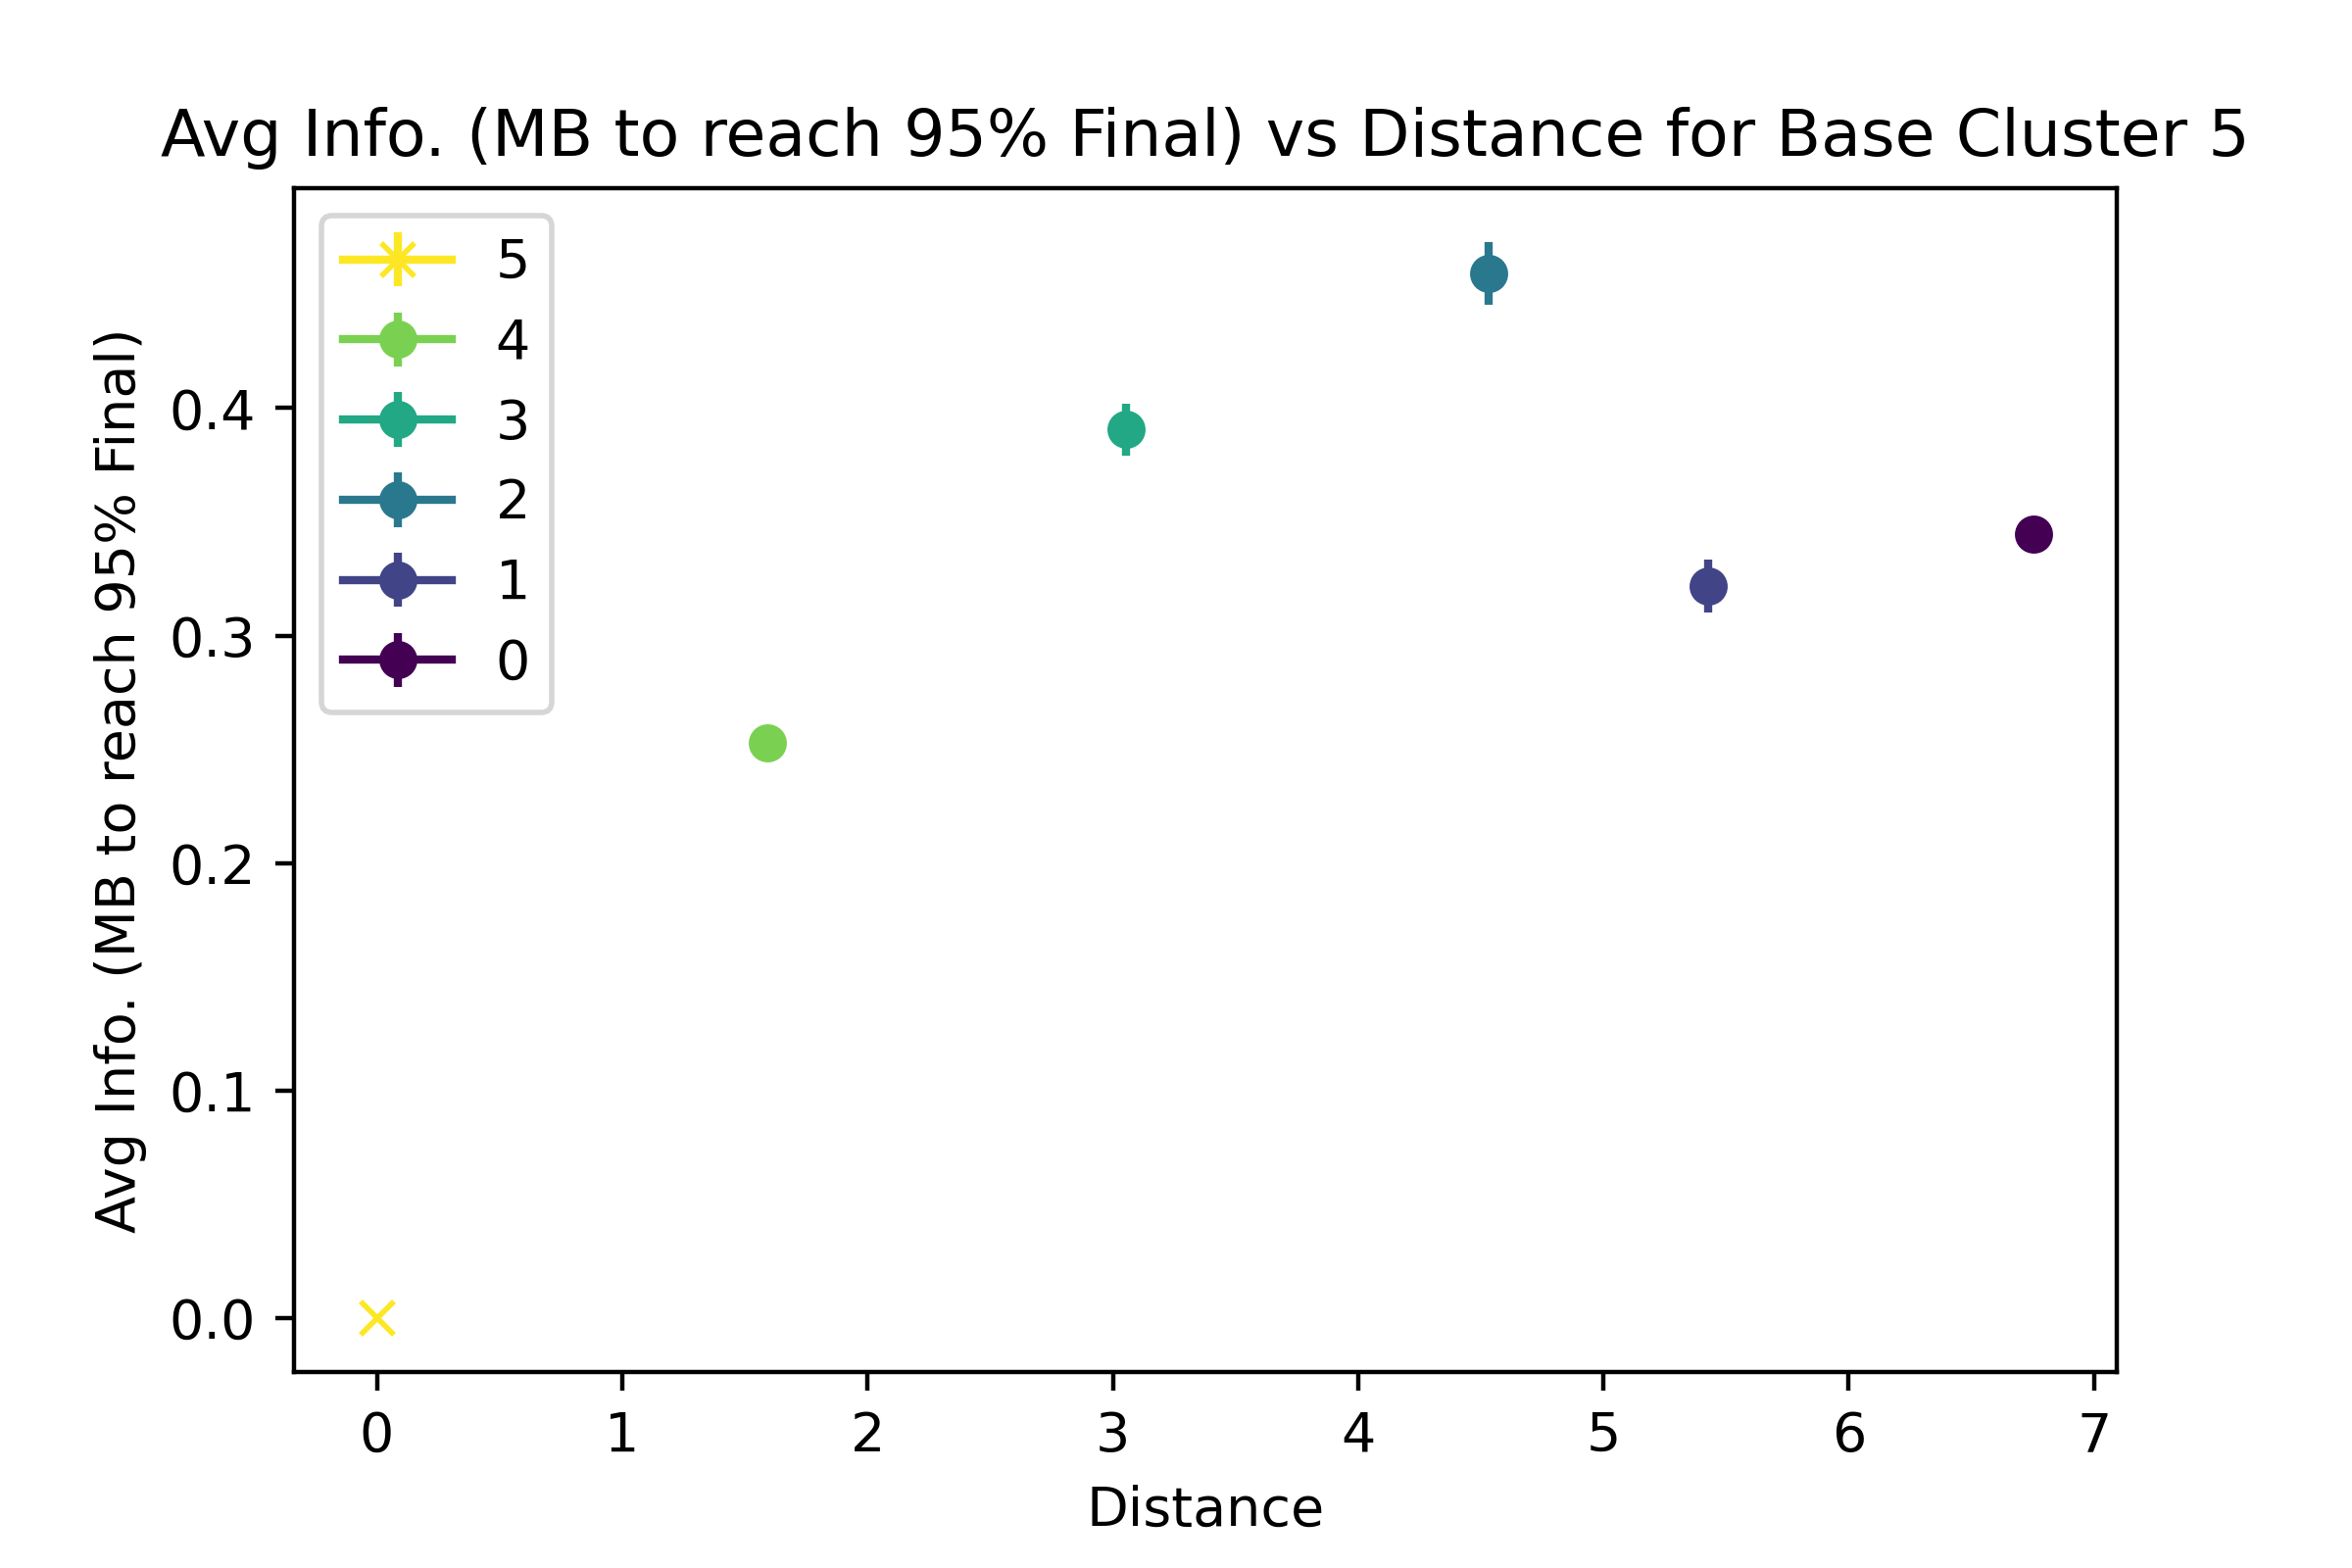 Avg Info. (MB to reach 95% Final) vs Distance for Base Cluster 5
5
4
3
2
1
0
Avg Info. (MB to reach 95% Final)
0.4
0.3
0.2
0.1
0.0
0 1 2 3 4 5 6 7
Distance